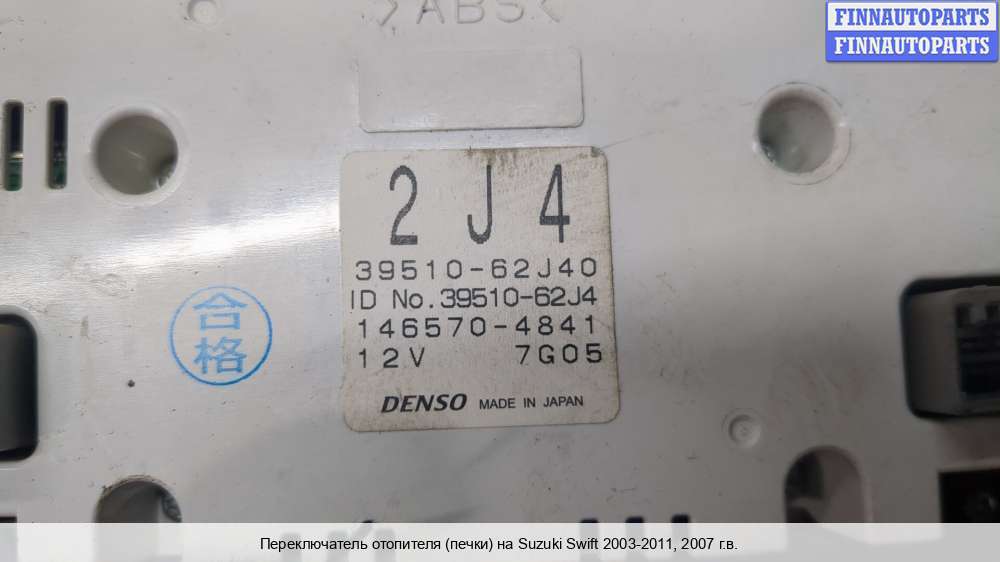 >ABS<
FINNAUTOPARTS
FINNAUTOPARTS
2 J 4
39510-62J40
ID No.39510-62J4
146570-4841
12V 7G05
DENSO MADE IN JAPAN
合格
Переключатель отопителя (печки) на Suzuki Swift 2003-2011, 2007 г.в.